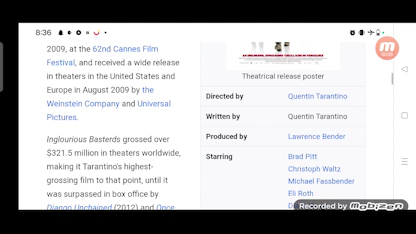 8:36
2009, at the 62nd Cannes Film
Festival, and received a wide release
in theaters in the United States and
Europe in August 2009 by the
Weinstein Company and Universal
Pictures.
Inglourious Basterds grossed over
$321.5 million in theaters worldwide,
making it Tarantino's highest-
grossing film to that point, until it
was surpassed in box office by
Django Unchained (2012) and Once
Theatrical release poster
Directed by Quentin Tarantino
Written by Quentin Tarantino
Produced by Lawrence Bender
Starring Brad Pitt
Christoph Waltz
Michael Fassbender
Eli Roth
Recorded by mobizen